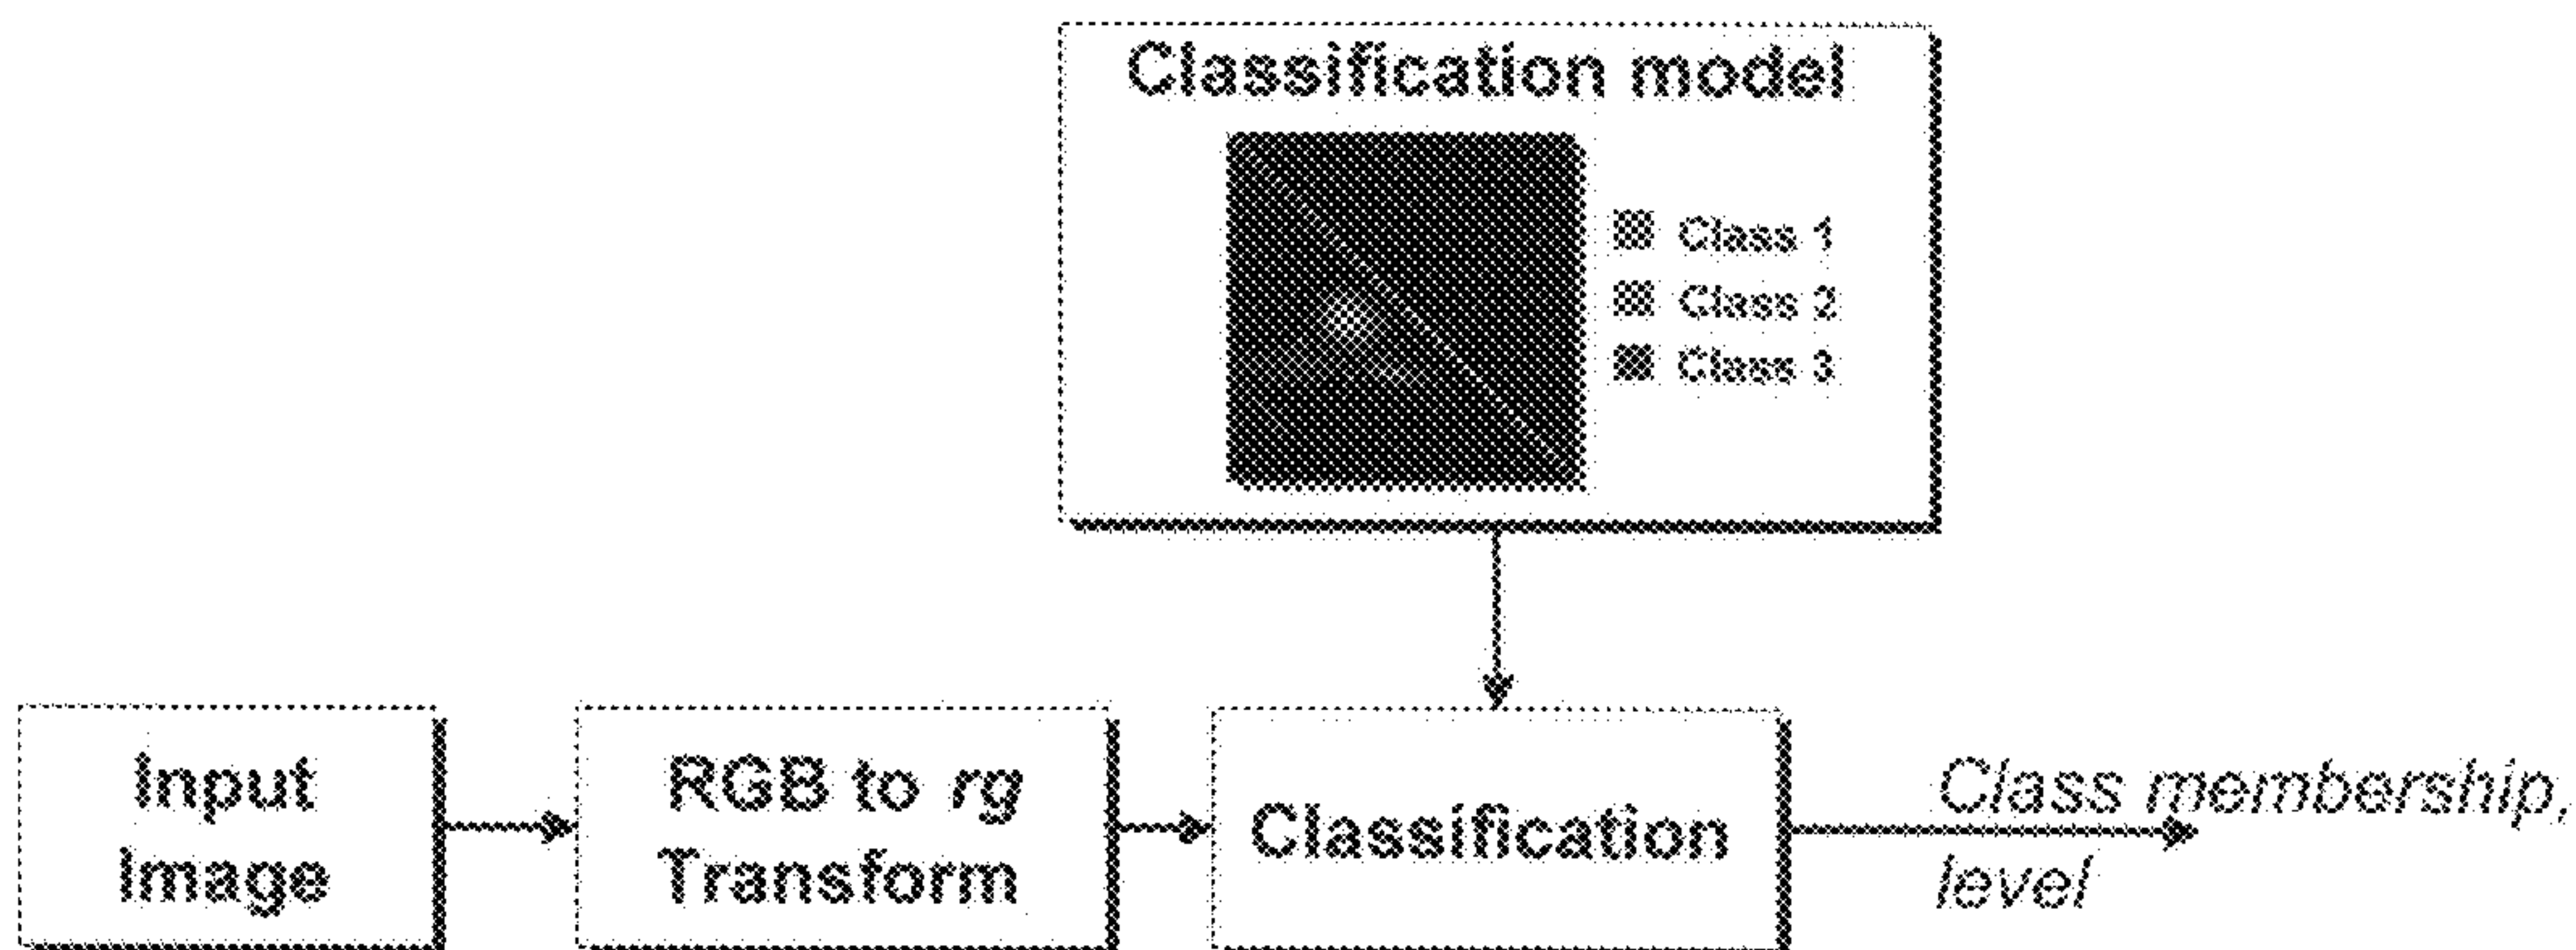 Classification model
Class 1
Class 2
Class 3
Input
Image
RGB to rg
Transform
Classification
Class membership,
level